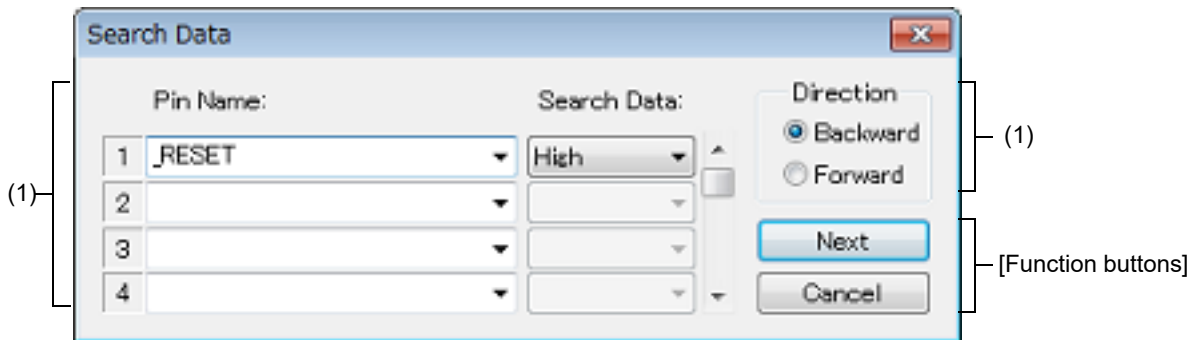 Search Data
Pin Name: Search Data: Direction
1 _RESET High Backward
Forward
2
3
4
Next
Cancel
(1)
(1)
[Function buttons]